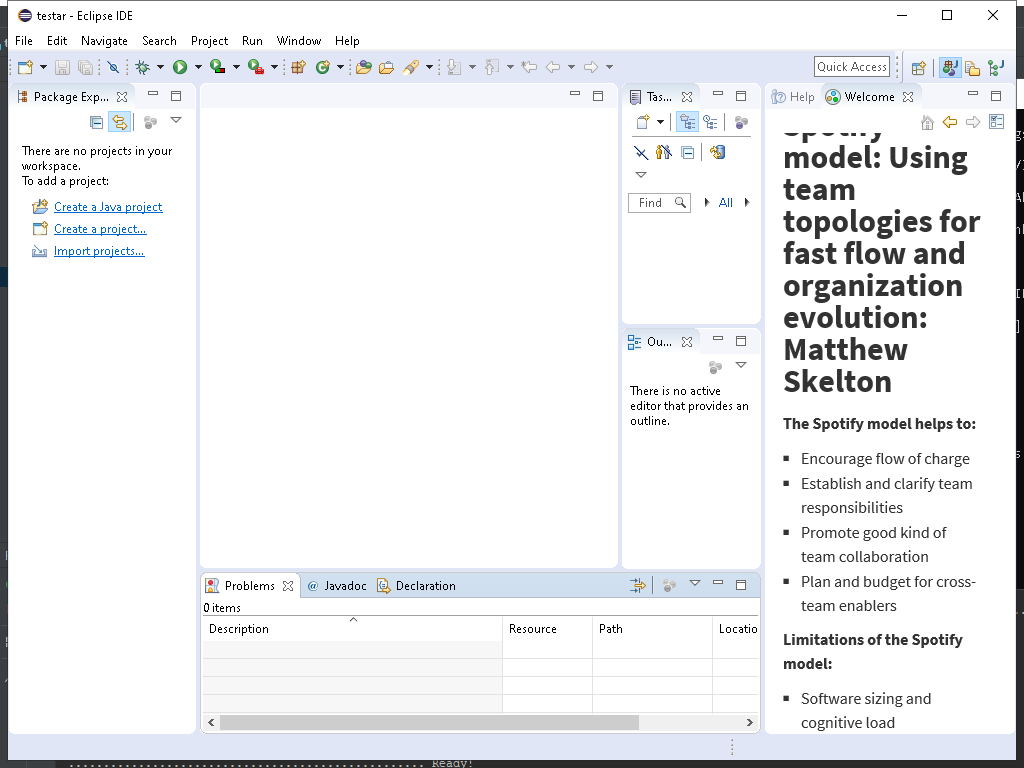 testar - Eclipse IDE
File Edit Navigate Search Project Run Window Help
Quick Access
Package Exp...
There are no projects in your
workspace.
To add a project:
Create a Java project
Create a project...
Import projects...
Tas...
Find
All
Ou...
There is no active
editor that provides an
outline.
Problems @ Javadoc Declaration
0 items
Description Resource Path Locatio
Help Welcome
Spotify
model: Using
team
topologies for
fast flow and
organization
evolution:
Matthew
Skelton
The Spotify model helps to:
Encourage flow of charge
Establish and clarify team
responsibilities
Promote good kind of
team collaboration
Plan and budget for cross-
team enablers
Limitations of the Spotify
model:
Software sizing and
cognitive load
Ready!